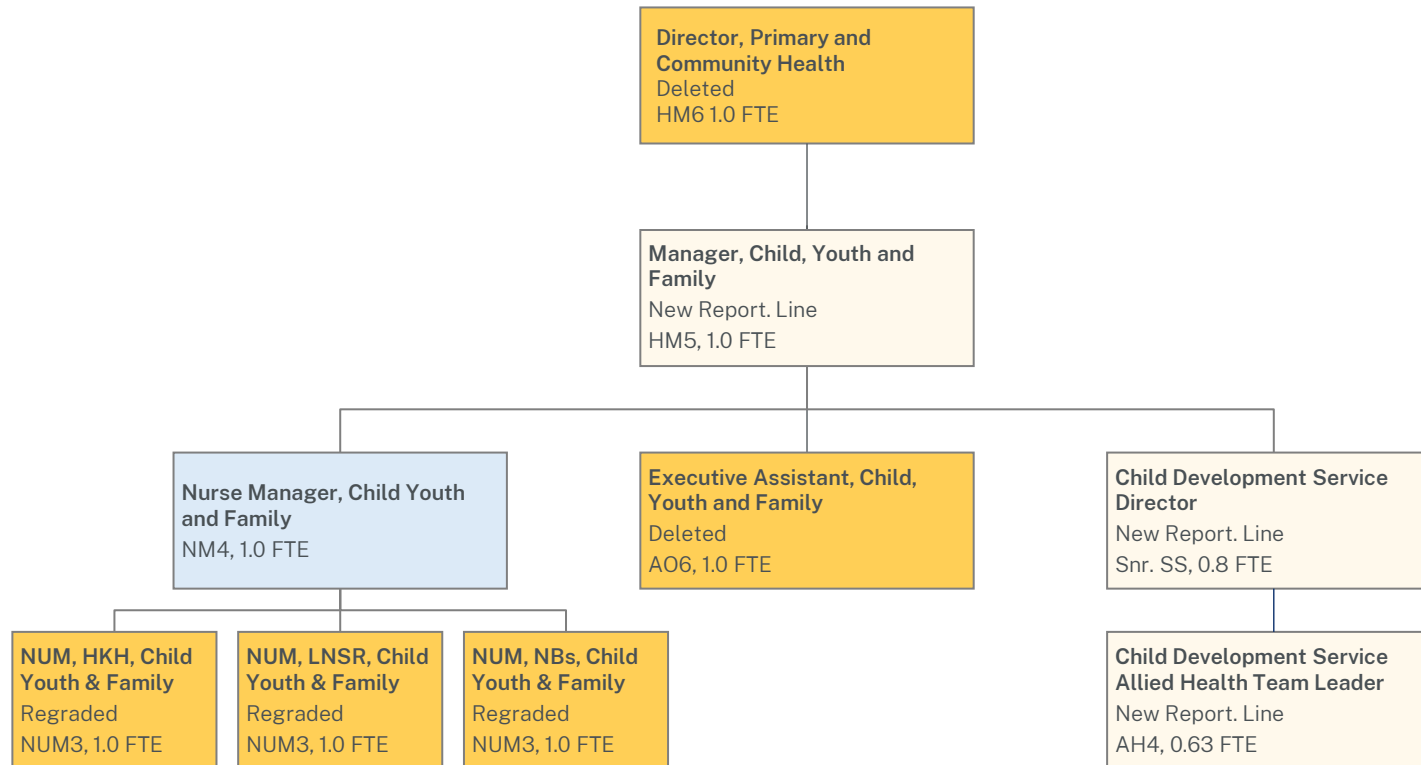 Director, Primary and
Community Health
Deleted
HM6 1.0 FTE
Manager, Child, Youth and
Family
New Report. Line
HM5, 1.0 FTE
Nurse Manager, Child Youth
and Family
NM4, 1.0 FTE
Executive Assistant, Child,
Youth and Family
Deleted
AO6, 1.0 FTE
Child Development Service
Director
New Report. Line
Snr. SS, 0.8 FTE
NUM, HKH, Child
Youth & Family
Regraded
NUM3, 1.0 FTE
NUM, LNSR, Child
Youth & Family
Regraded
NUM3, 1.0 FTE
NUM, NBs, Child
Youth & Family
Regraded
NUM3, 1.0 FTE
Child Development Service
Allied Health Team Leader
New Report. Line
AH4, 0.63 FTE